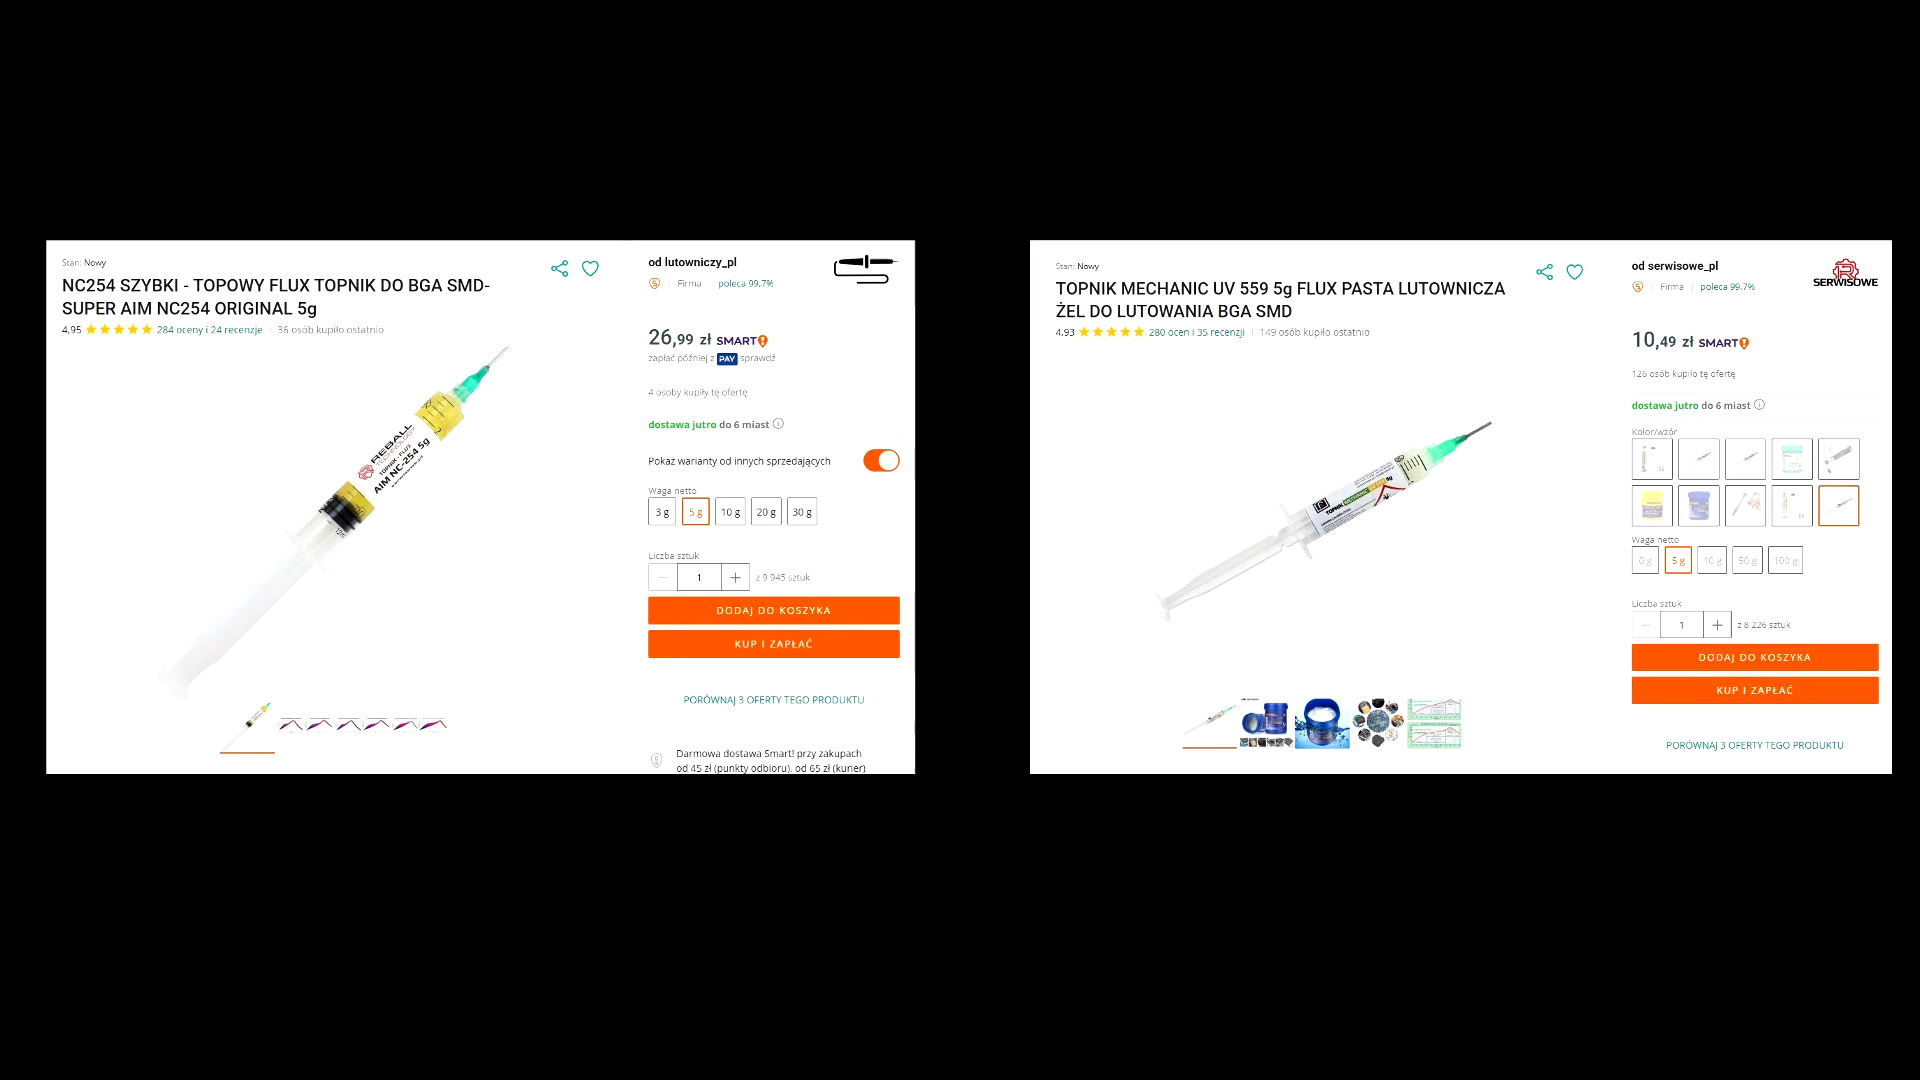 Stan: Nowy
NC254 SZYBKI - TOPOWY FLUX TOPNIK DO BGA SMD-
SUPER AIM NC254 ORIGINAL 5g
4,95 284 oceny i 24 recenzje 36 osób kupiło ostatnio
REBALL
TOPNIK - FLUX
AIM NC-254 5g
od lutowniczy_pl
Firma poleca 99,7%
26,99 zł SMART!
zapłać później z PAY sprawdź
4 osoby kupiły tę ofertę
dostawa jutro do 6 miast
Pokaż warianty od innych sprzedających
Waga netto
3 g 5 g 10 g 20 g 30 g
Liczba sztuk
1 z 9 945 sztuk
DODAJ DO KOSZYKA
KUP I ZAPŁAĆ
PORÓWNAJ 3 OFERTY TEGO PRODUKTU
Darmowa dostawa Smart! przy zakupach
od 45 zł (punkty odbioru), od 65 zł (kurier)
Stan: Nowy
TOPNIK MECHANIC UV 559 5g FLUX PASTA LUTOWNICZA
ŻEL DO LUTOWANIA BGA SMD
4,93 280 ocen i 35 recenzji 149 osób kupiło ostatnio
TOPNIK MECHANIC UV 559 5g
od serwisowe_pl
Firma poleca 99,7%
SERWISOWE
10,49 zł SMART!
126 osób kupiło tę ofertę
dostawa jutro do 6 miast
Kolor/wzór
Waga netto
0 g 5 g 10 g 50 g 100 g
Liczba sztuk
1 z 8 226 sztuk
DODAJ DO KOSZYKA
KUP I ZAPŁAĆ
PORÓWNAJ 3 OFERTY TEGO PRODUKTU